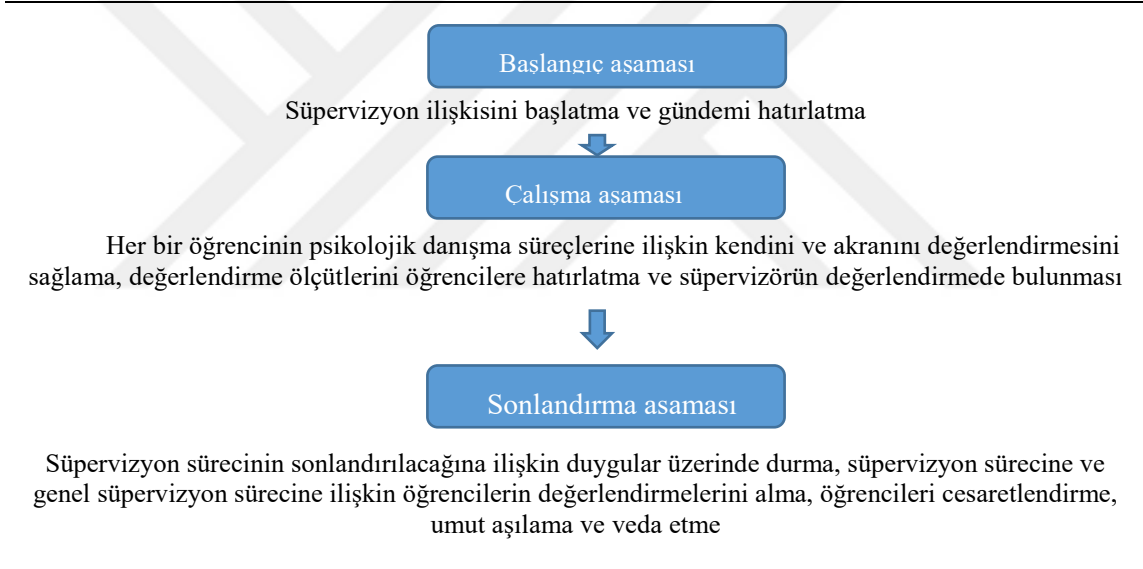 Başlangıç aşaması
Süpervizyon ilişkisini başlatma ve gündemi hatırlatma
Çalışma aşaması
Her bir öğrencinin psikolojik danışma süreçlerine ilişkin kendini ve akranını değerlendirmesini
sağlama, değerlendirme ölçütlerini öğrencilere hatırlatma ve süpervizörün değerlendirmede bulunması
Sonlandırma aşaması
Süpervizyon sürecinin sonlandırılacağına ilişkin duygular üzerinde durma, süpervizyon sürecine ve
genel süpervizyon sürecine ilişkin öğrencilerin değerlendirmelerini alma, öğrencileri cesaretlendirme,
umut aşılama ve veda etme